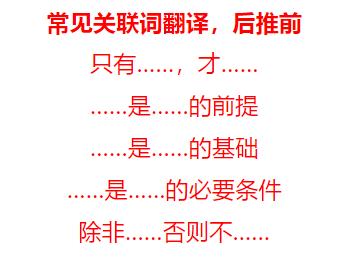 常见关联词翻译，后推前
只有……，才……
……是……的前提
……是……的基础
……是……的必要条件
除非……否则不……